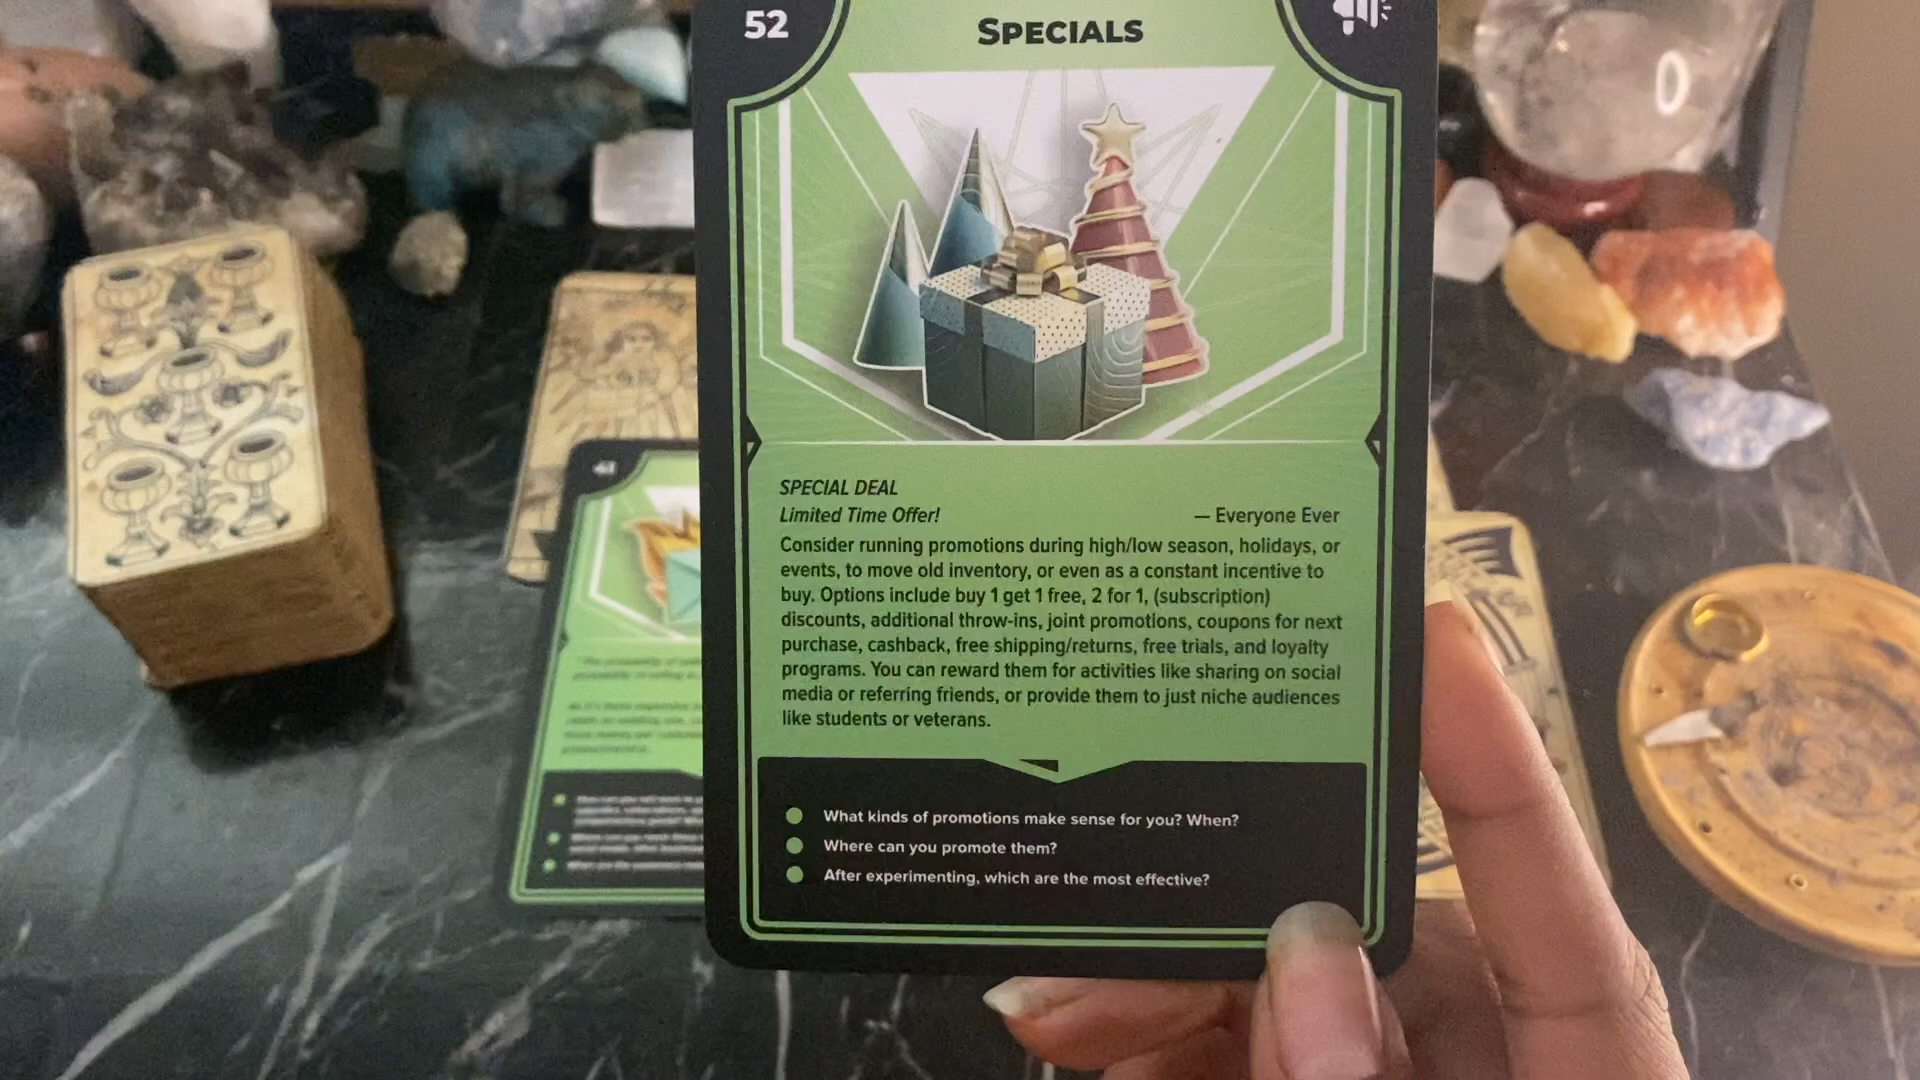 52
SPECIALS
SPECIAL DEAL
Limited Time Offer! — Everyone Ever
Consider running promotions during high/low season, holidays, or
events, to move old inventory, or even as a constant incentive to
buy. Options include buy 1 get 1 free, 2 for 1, (subscription)
discounts, additional throw-ins, joint promotions, coupons for next
purchase, cashback, free shipping/returns, free trials, and loyalty
programs. You can reward them for activities like sharing on social
media or referring friends, or provide them to just niche audiences
like students or veterans.
What kinds of promotions make sense for you? When?
Where can you promote them?
After experimenting, which are the most effective?